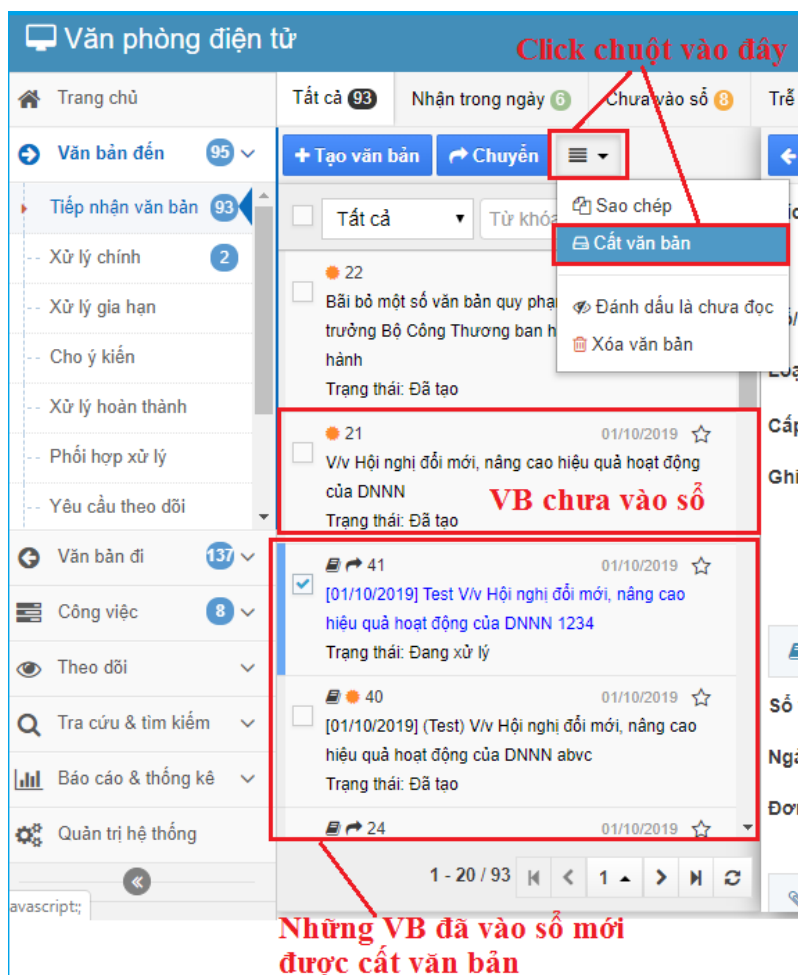 Văn phòng điện tử
Click chuột vào đây
Trang chủ
Tất cả 93
Nhận trong ngày 6
Chưa vào sổ 8
Trễ
Văn bản đến 95
+ Tạo văn bản
Chuyển
Tiếp nhận văn bản 93
Sao chép
Tất cả
Từ khóa
Cất văn bản
Xử lý chính 2
22
Bãi bỏ một số văn bản quy phạ
Đánh dấu là chưa đọc
Xử lý gia hạn
trưởng Bộ Công Thương ban h
Xóa văn bản
hành
Cho ý kiến
Trạng thái: Đã tạo
Xử lý hoàn thành
21 01/10/2019
Cấp
Phối hợp xử lý
V/v Hội nghị đổi mới, nâng cao hiệu quả hoạt động
Ghi
của DNNN
VB chưa vào sổ
Yêu cầu theo dõi
Trạng thái: Đã tạo
Văn bản đi 137
41 01/10/2019
[01/10/2019] Test V/v Hội nghị đổi mới, nâng cao
Công việc 8
hiệu quả hoạt động của DNNN 1234
Trạng thái: Đang xử lý
Theo dõi
40 01/10/2019
Số
Tra cứu & tìm kiếm
[01/10/2019] (Test) V/v Hội nghị đổi mới, nâng cao
hiệu quả hoạt động của DNNN abvc
Ngà
Báo cáo & thống kê
Trạng thái: Đã tạo
Đơn
24 01/10/2019
Quản trị hệ thống
1 - 20 / 93
1
avascript:;
Những VB đã vào sổ mới
được cất văn bản